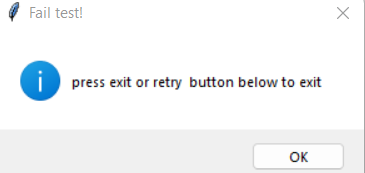 Fail test!
press exit or retry  button below to exit
OK